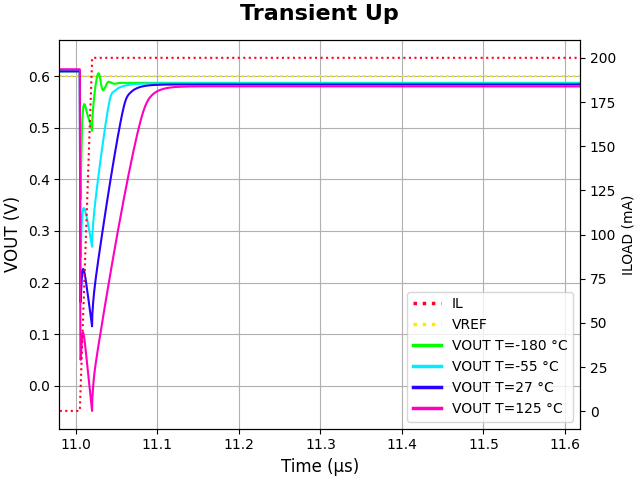 Transient Up
VOUT (V)
0.6
0.5
0.4
0.3
0.2
0.1
0.0
200
175
150
125
100
75
50
25
0
ILOAD (mA)
IL
VREF
VOUT T=-180 °C
VOUT T=-55 °C
VOUT T=27 °C
VOUT T=125 °C
11.0 11.1 11.2 11.3 11.4 11.5 11.6
Time (µs)